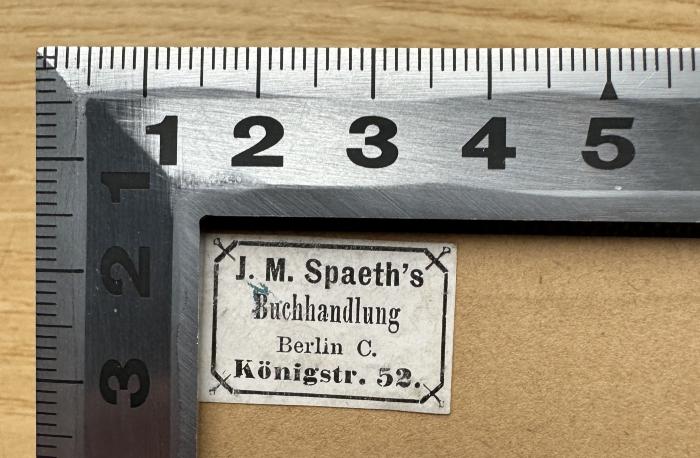 1 2 3 4 5
1
2
3
J. M. Spaeth's
Buchhandlung
Berlin C.
Königstr. 52.